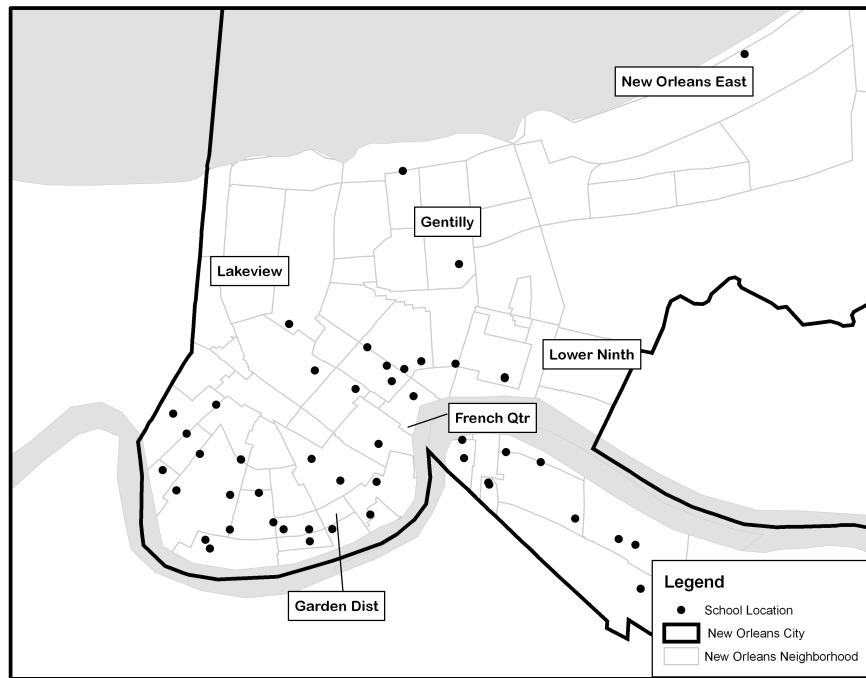 New Orleans East
Gentilly
Lakeview
Lower Ninth
French Qtr
Garden Dist
Legend
School Location
New Orleans City
New Orleans Neighborhood